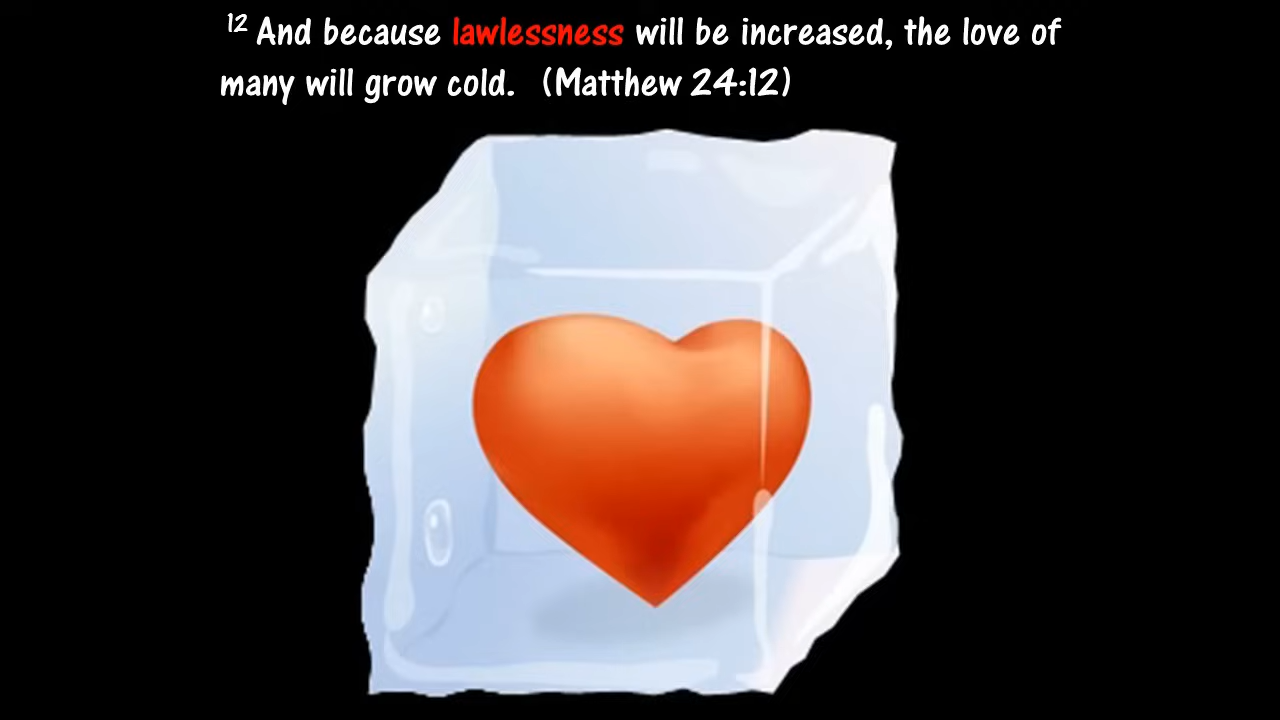 12 And because lawlessness will be increased, the love of
many will grow cold. (Matthew 24:12)